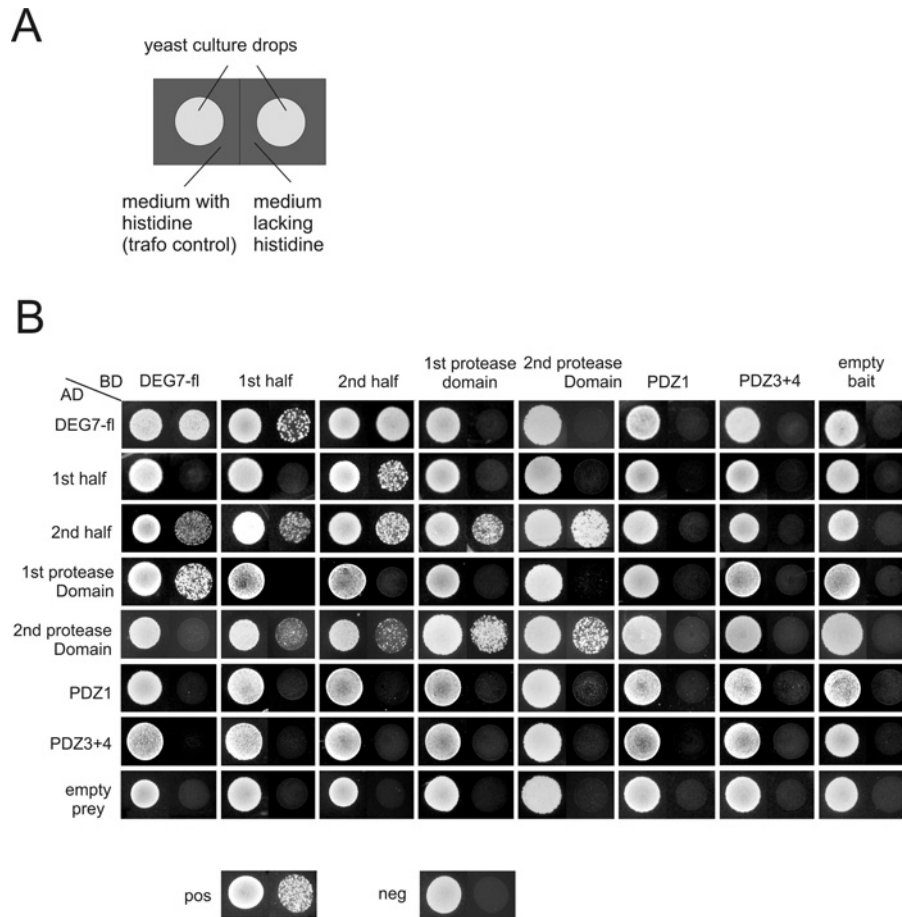 A
yeast culture drops
medium with
histidine
(trafo control)
medium
lacking
histidine
B
BD
AD
DEG7-fl
1st half
2nd half
1st protease
domain
2nd protease
Domain
PDZ1
PDZ3+4
empty
bait
DEG7-fl
1st half
2nd half
1st protease
Domain
2nd protease
Domain
PDZ1
PDZ3+4
empty
prey
pos
neg